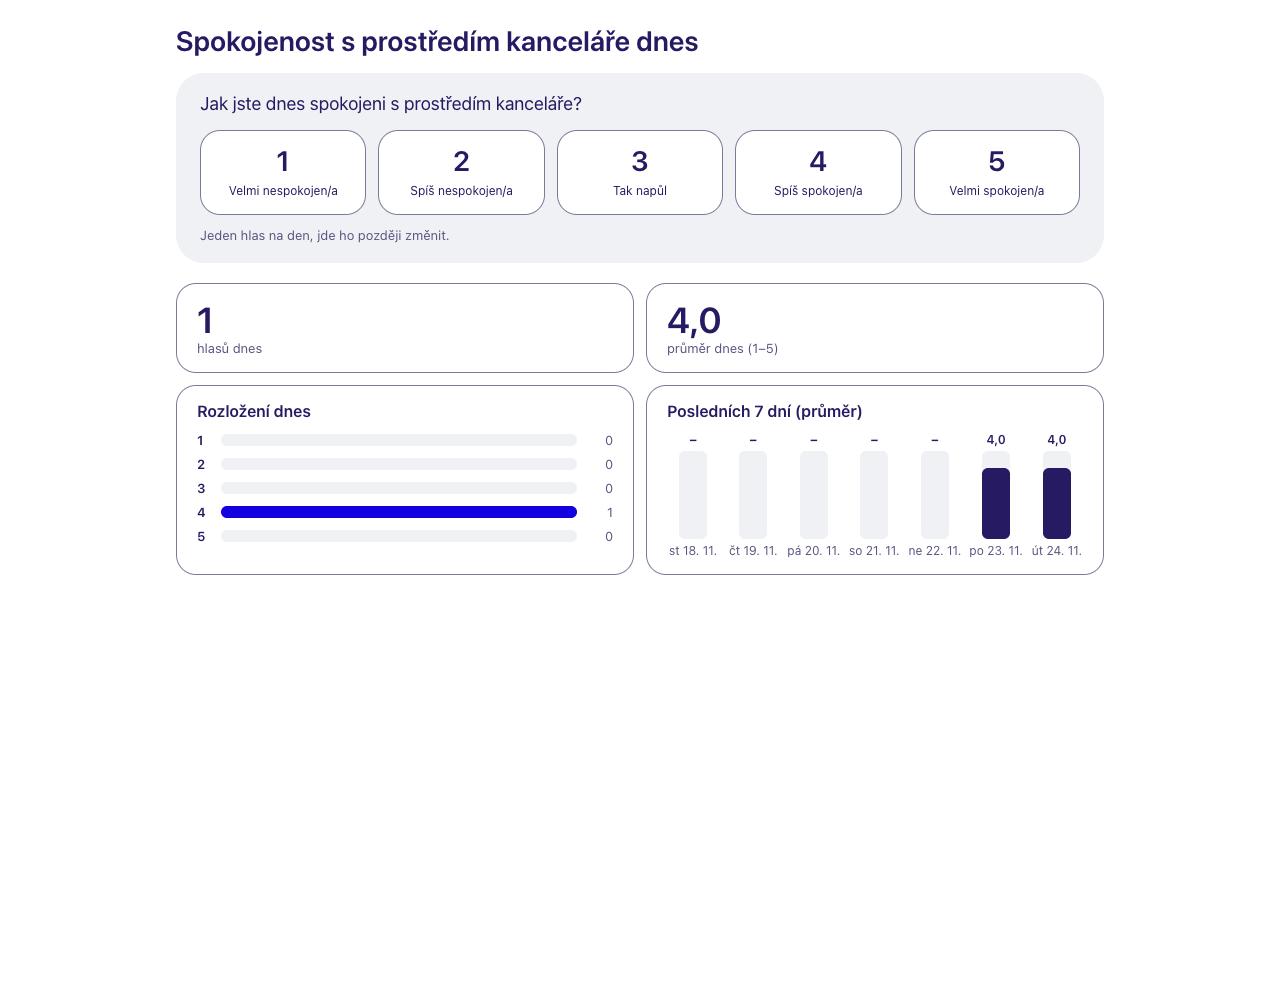 Spokojenost s prostředím kanceláře dnes
Jak jste dnes spokojeni s prostředím kanceláře?
1
Velmi nespokojen/a
2
Spíš nespokojen/a
3
Tak napůl
4
Spíš spokojen/a
5
Velmi spokojen/a
Jeden hlas na den, jde ho později změnit.
1
hlasů dnes
4,0
průměr dnes (1–5)
Rozložení dnes
1 0
2 0
3 0
4 1
5 0
Posledních 7 dní (průměr)
– – – – – 4,0 4,0
st 18. 11. čt 19. 11. pá 20. 11. so 21. 11. ne 22. 11. po 23. 11. út 24. 11.